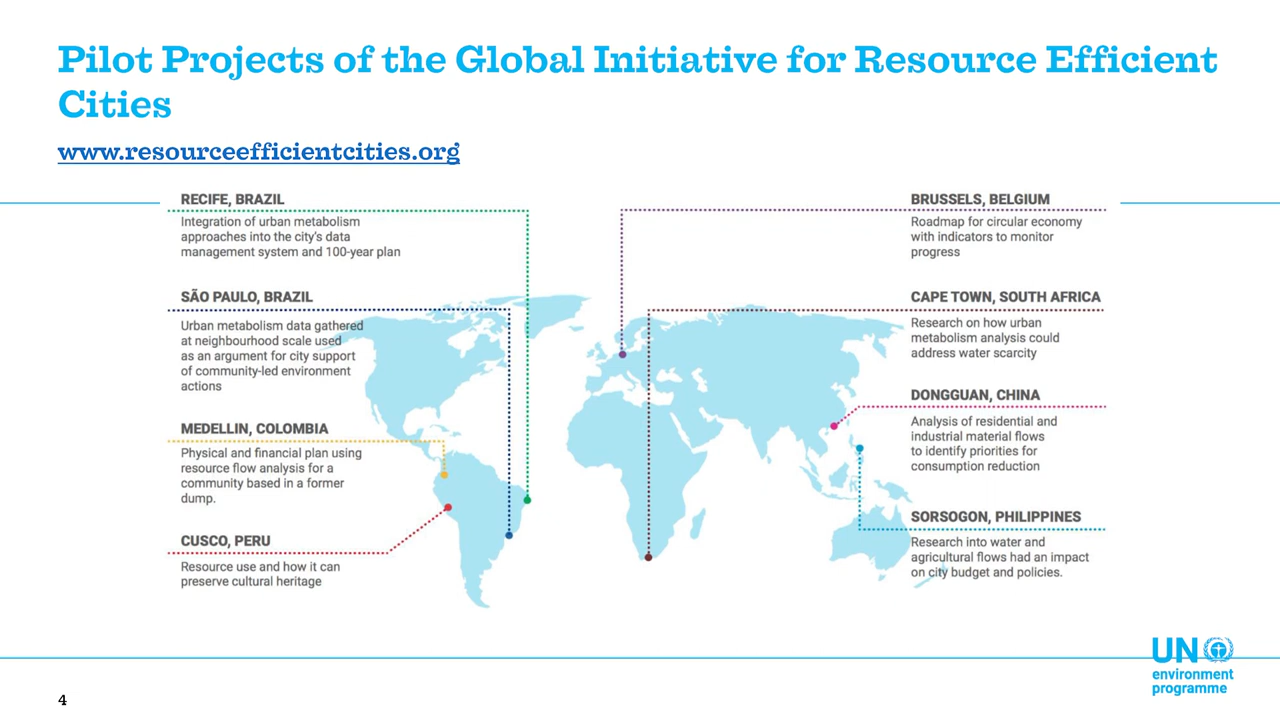 Pilot Projects of the Global Initiative for Resource Efficient
Cities
www.resourceefficientcities.org
RECIFE, BRAZIL
Integration of urban metabolism
approaches into the city's data
management system and 100-year plan
SÃO PAULO, BRAZIL
Urban metabolism data gathered
at neighbourhood scale used
as an argument for city support
of community-led environment
actions
MEDELLIN, COLOMBIA
Physical and financial plan using
resource flow analysis for a
community based in a former
dump.
CUSCO, PERU
Resource use and how it can
preserve cultural heritage
BRUSSELS, BELGIUM
Roadmap for circular economy
with indicators to monitor
progress
CAPE TOWN, SOUTH AFRICA
Research on how urban
metabolism analysis could
address water scarcity
DONGGUAN, CHINA
Analysis of residential and
industrial material flows
to identify priorities for
consumption reduction
SORSOGON, PHILIPPINES
Research into water and
agricultural flows had an impact
on city budget and policies.
UN
environment
programme
4